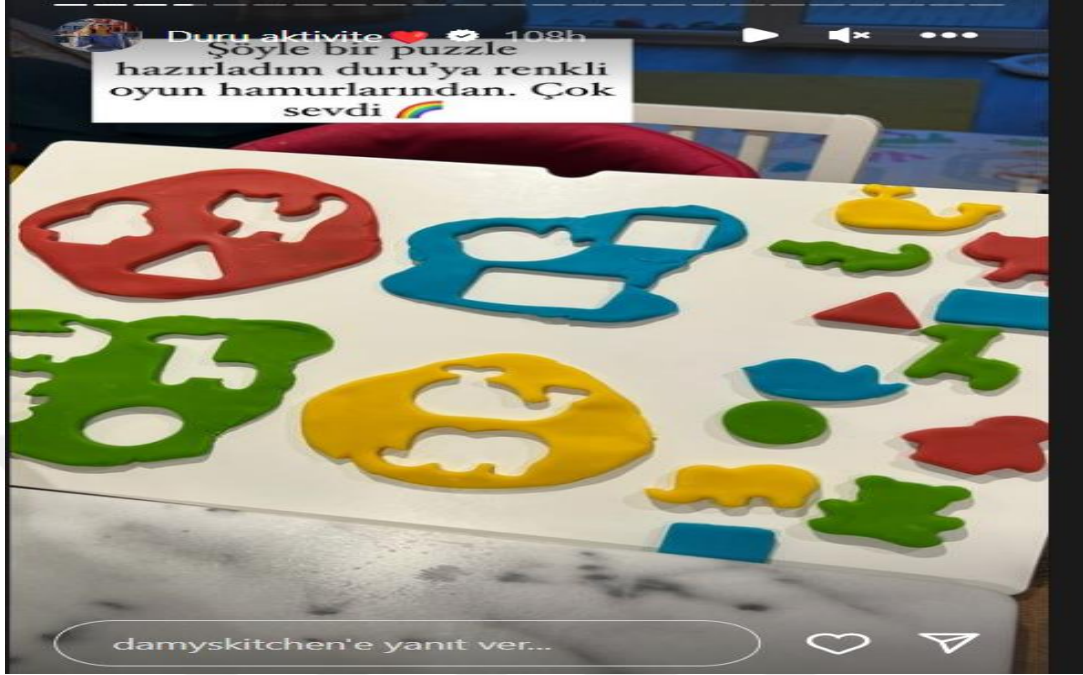 Duru aktivite❤️ 108h
Şöyle bir puzzle
hazırladım duru'ya renkli
oyun hamurlarından. Çok
sevdi 🌈
damyskitchen'e yanıt ver...